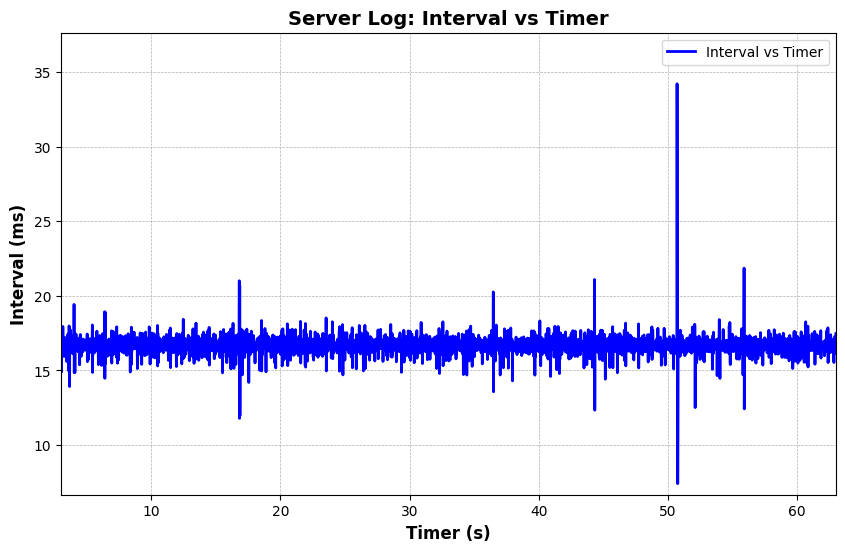 Server Log: Interval vs Timer
Interval vs Timer
35
30
25
20
15
10
Interval (ms)
10 20 30 40 50 60
Timer (s)